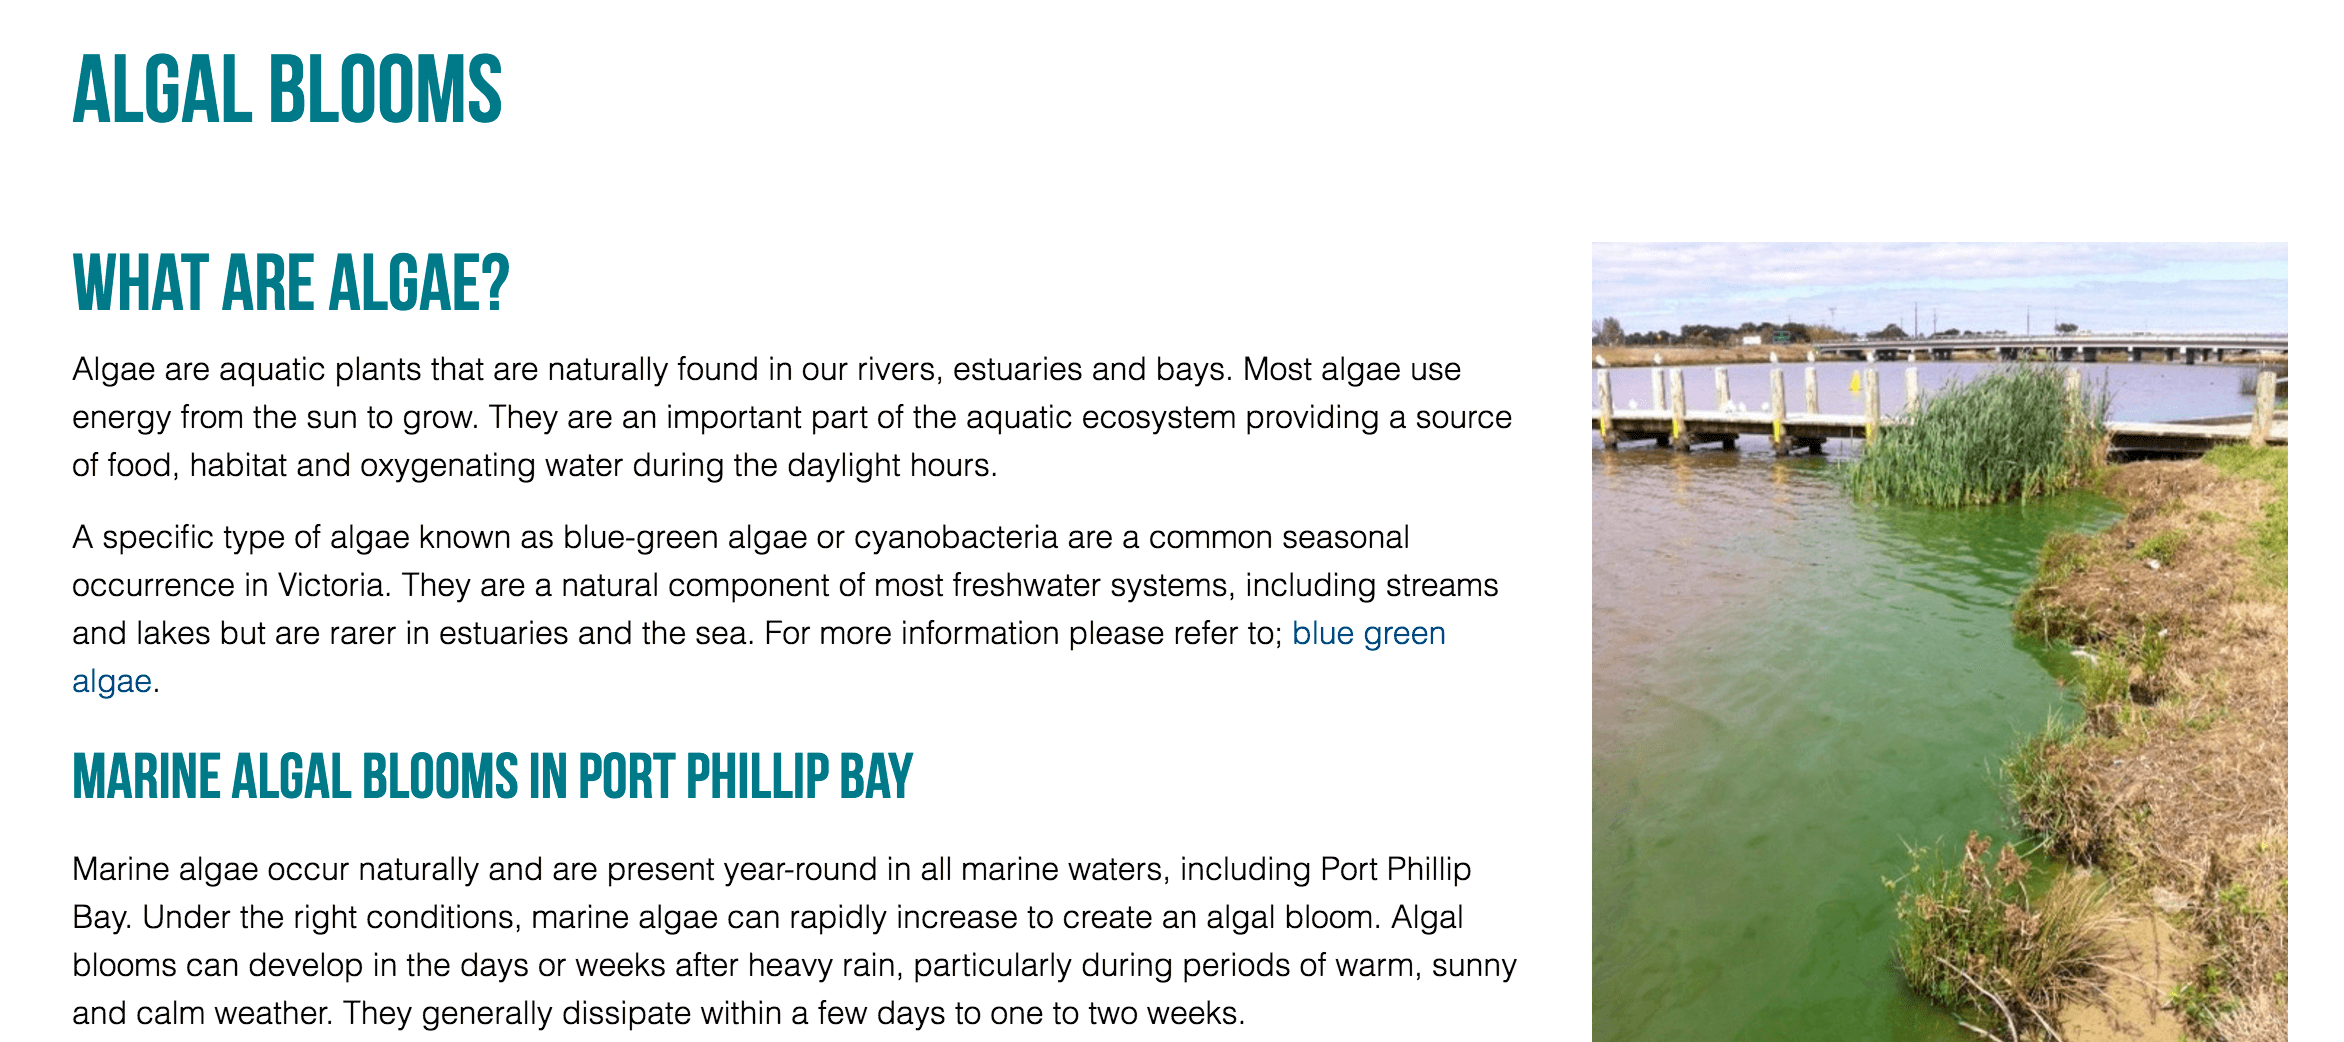 ALGAL BLOOMS
WHAT ARE ALGAE?
Algae are aquatic plants that are naturally found in our rivers, estuaries and bays. Most algae use
energy from the sun to grow. They are an important part of the aquatic ecosystem providing a source
of food, habitat and oxygenating water during the daylight hours.
A specific type of algae known as blue-green algae or cyanobacteria are a common seasonal
occurrence in Victoria. They are a natural component of most freshwater systems, including streams
and lakes but are rarer in estuaries and the sea. For more information please refer to; blue green
algae.
MARINE ALGAL BLOOMS IN PORT PHILLIP BAY
Marine algae occur naturally and are present year-round in all marine waters, including Port Phillip
Bay. Under the right conditions, marine algae can rapidly increase to create an algal bloom. Algal
blooms can develop in the days or weeks after heavy rain, particularly during periods of warm, sunny
and calm weather. They generally dissipate within a few days to one to two weeks.